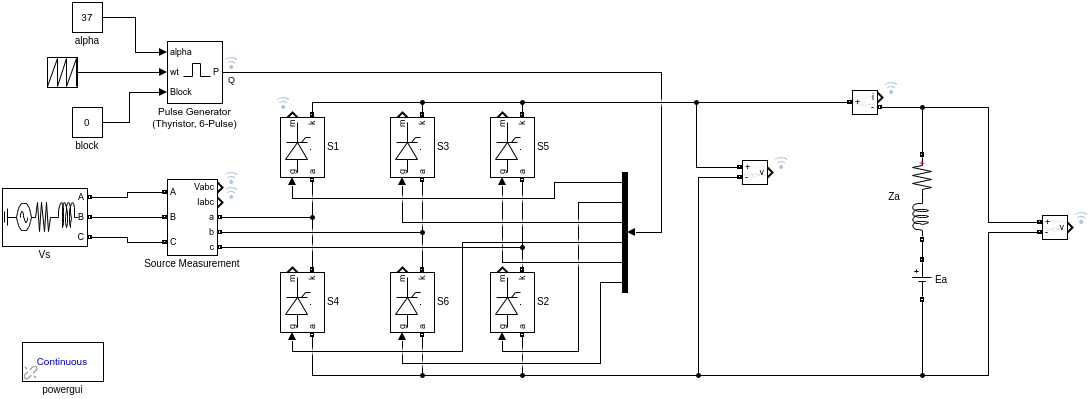 37
alpha
alpha
wt
Block
P
Q
Pulse Generator
(Thyristor, 6-Pulse)
0
block
m k
g a
S1
m k
g a
S3
m k
g a
S5
+ i
-
+
- v
Za
+
- v
Vabc
Iabc
A
B
C
A
B
C
a
b
c
Vs
Source Measurement
m k
g a
S4
m k
g a
S6
m k
g a
S2
+
Ea
Continuous
powergui